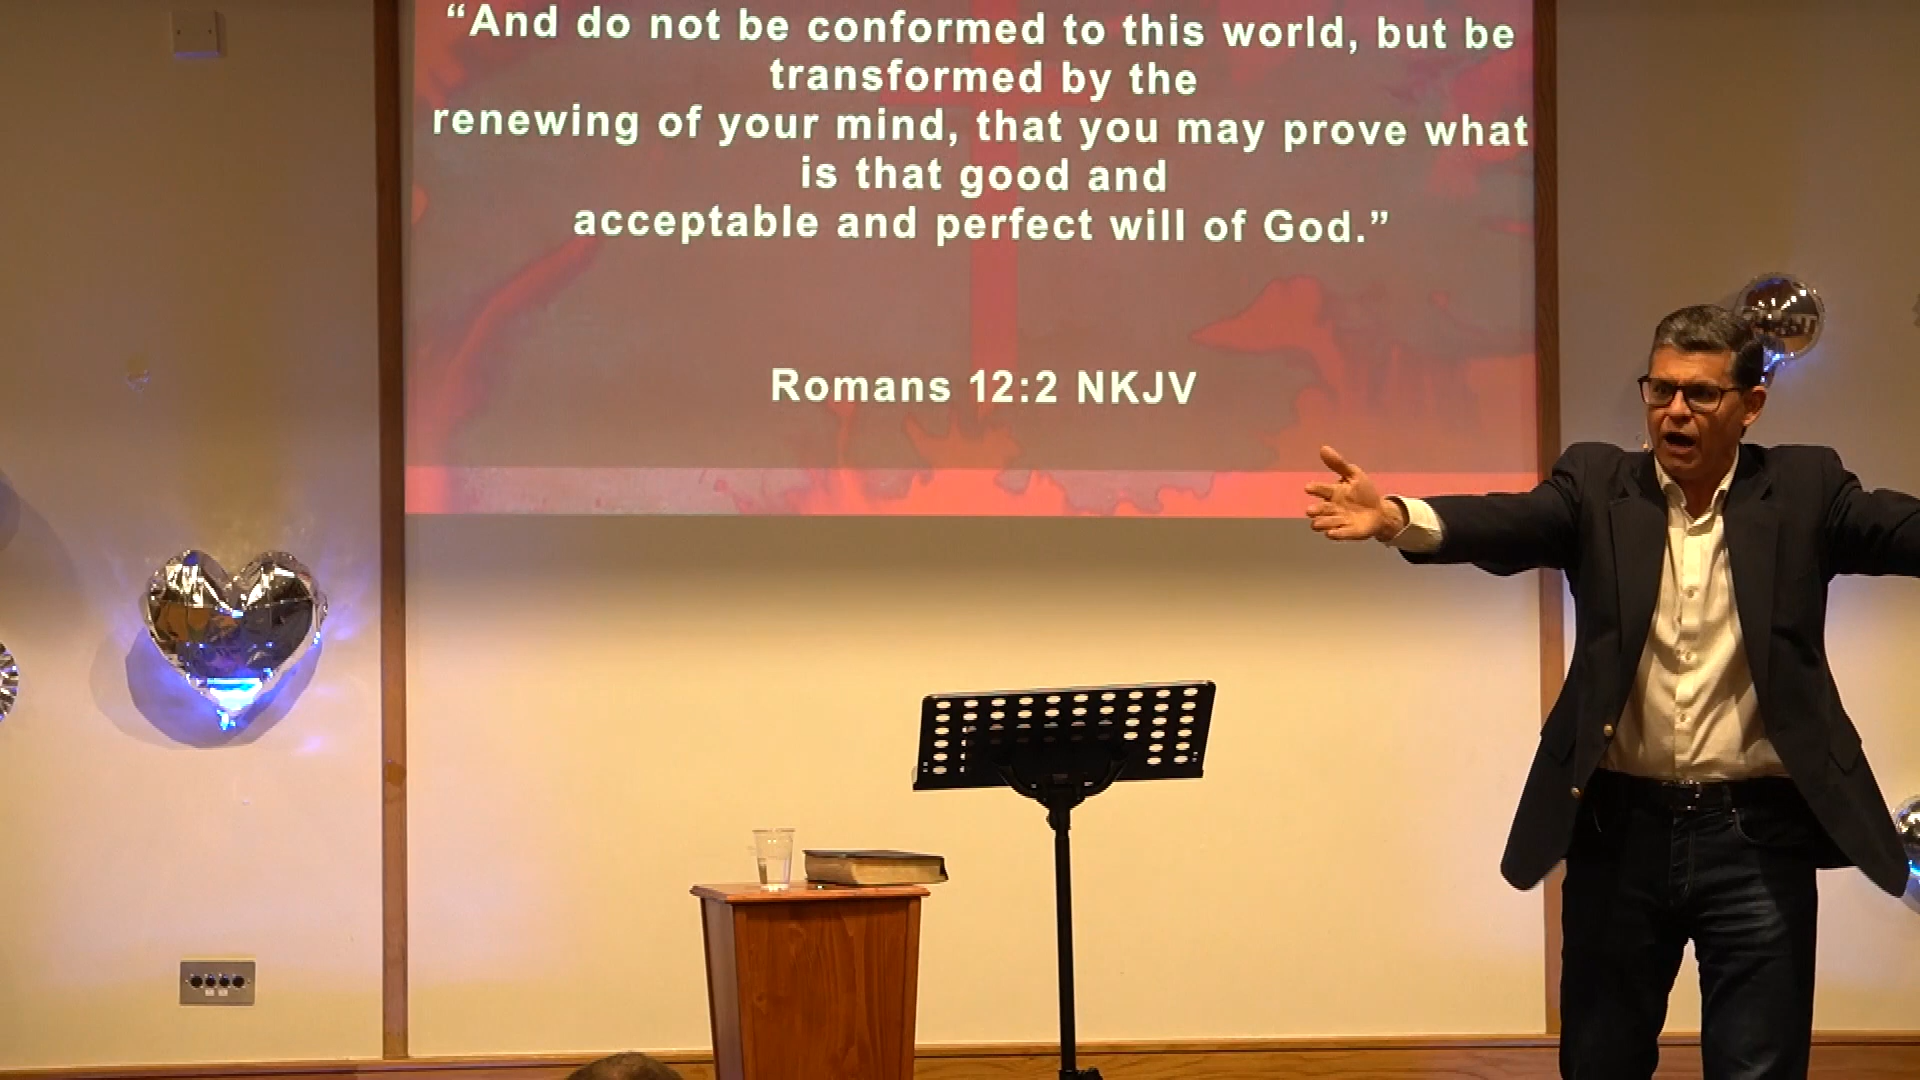 “And do not be conformed to this world, but be
transformed by the
renewing of your mind, that you may prove what
is that good and
acceptable and perfect will of God.”
Romans 12:2 NKJV